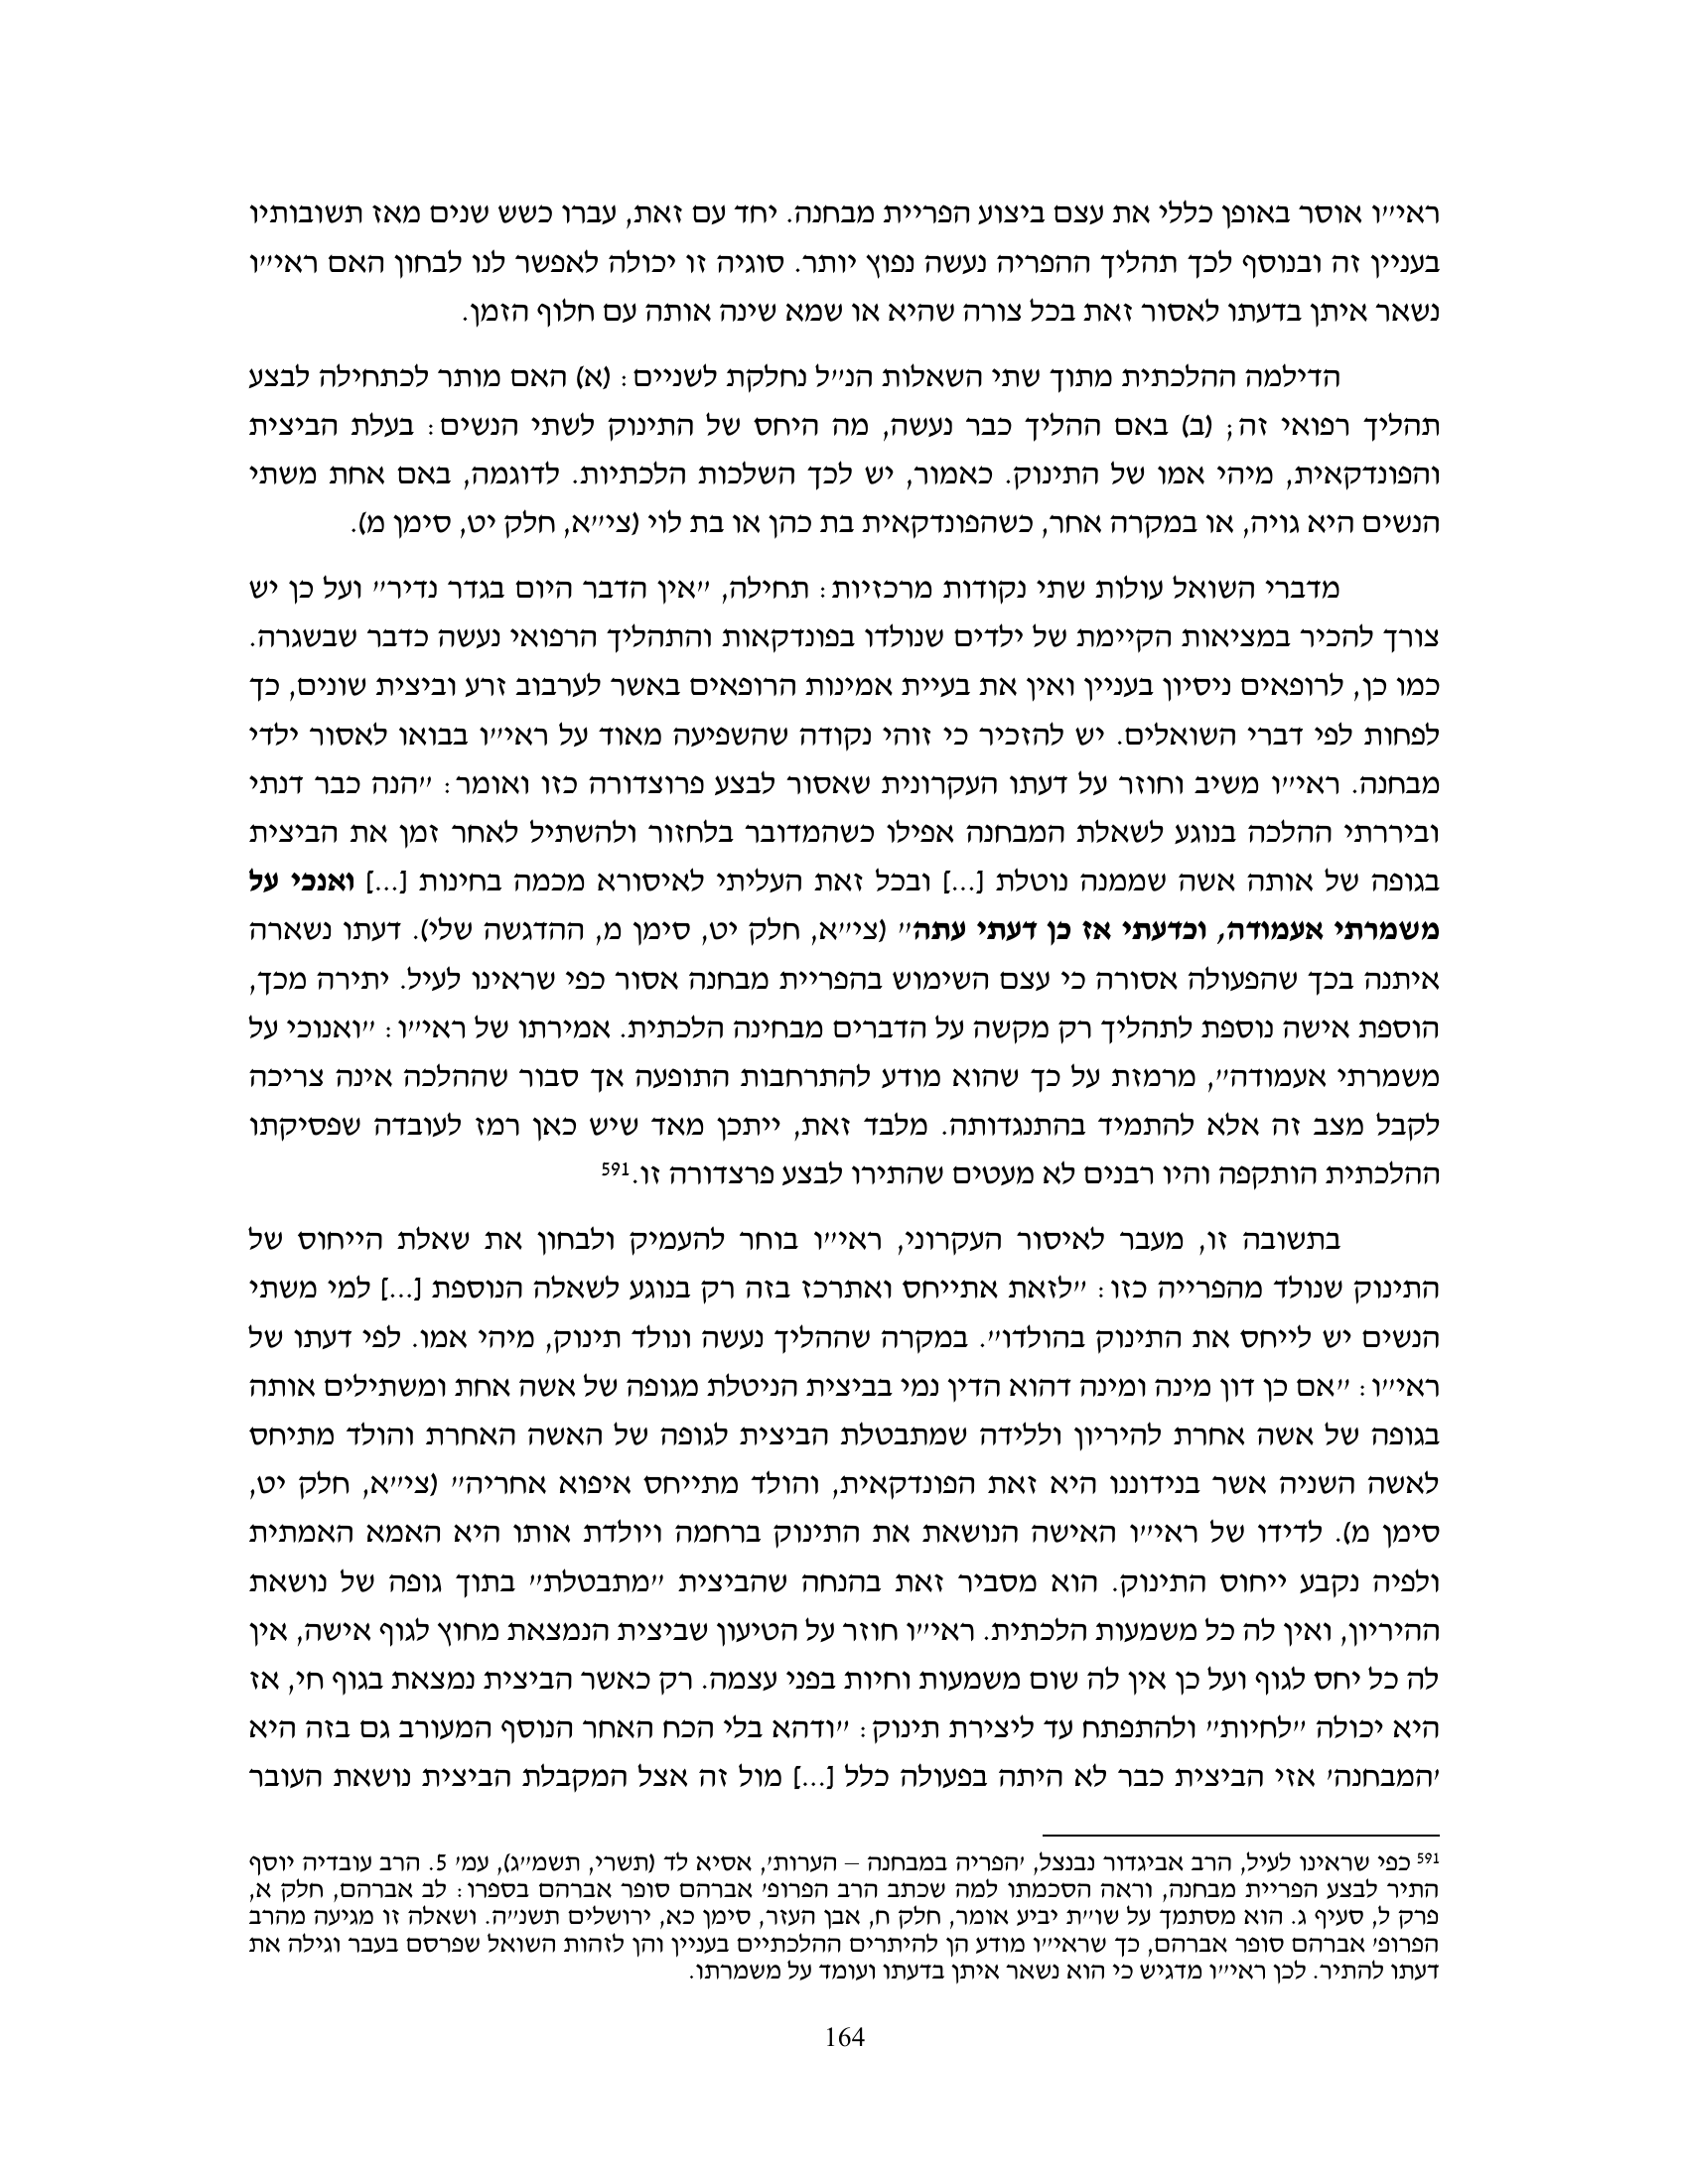 ראי״ו אוסר באופן כללי את עצם ביצוע הפריית מבחנה. יחד עם זאת, עברו כשש שנים מאז תשובותיו
בעניין זה ובנוסף לכך תהליך ההפריה נעשה נפוץ יותר. סוגיה זו יכולה לאפשר לנו לבחון האם ראי״ו
נשאר איתן בדעתו לאסור זאת בכל צורה שהיא או שמא שינה אותה עם חלוף הזמן.
הדילמה ההלכתית מתוך שתי השאלות הנ״ל נחלקת לשניים: (א) האם מותר לכתחילה לבצע
תהליך רפואי זה; (ב) באם ההליך כבר נעשה, מה היחס של התינוק לשתי הנשים: בעלת הביצית
והפונדקאית, מיהי אמו של התינוק. כאמור, יש לכך השלכות הלכתיות. לדוגמה, באם אחת משתי
הנשים היא גויה, או במקרה אחר, כשהפונדקאית בת כהן או בת לוי (צי״א, חלק יט, סימן מ).
מדברי השואל עולות שתי נקודות מרכזיות: תחילה, ״אין הדבר היום בגדר נדיר״ ועל כן יש
צורך להכיר במציאות הקיימת של ילדים שנולדו בפונדקאות והתהליך הרפואי נעשה כדבר שבשגרה.
כמו כן, לרופאים ניסיון בעניין ואין את בעיית אמינות הרופאים באשר לערבוב זרע וביצית שונים, כך
לפחות לפי דברי השואלים. יש להזכיר כי זוהי נקודה שהשפיעה מאוד על ראי״ו בבואו לאסור ילדי
מבחנה. ראי״ו משיב וחוזר על דעתו העקרונית שאסור לבצע פרוצדורה כזו ואומר: ״הנה כבר דנתי
וביררתי ההלכה בנוגע לשאלת המבחנה אפילו כשהמדובר בלחזור ולהשתיל לאחר זמן את הביצית
בגופה של אותה אשה שממנה נוטלת [...] ובכל זאת העליתי לאיסורא מכמה בחינות [...] ואנכי על
משמרתי אעמודה, וכדעתי אז כן דעתי עתה״ (צי״א, חלק יט, סימן מ, ההדגשה שלי). דעתו נשארה
איתנה בכך שהפעולה אסורה כי עצם השימוש בהפריית מבחנה אסור כפי שראינו לעיל. יתירה מכך,
הוספת אישה נוספת לתהליך רק מקשה על הדברים מבחינה הלכתית. אמירתו של ראי״ו: ״ואנוכי על
משמרתי אעמודה״, מרמזת על כך שהוא מודע להתרחבות התופעה אך סבור שההלכה אינה צריכה
לקבל מצב זה אלא להתמיד בהתנגדותה. מלבד זאת, ייתכן מאד שיש כאן רמז לעובדה שפסיקתו
ההלכתית הותקפה והיו רבנים לא מעטים שהתירו לבצע פרצדורה זו.591
בתשובה זו, מעבר לאיסור העקרוני, ראי״ו בוחר להעמיק ולבחון את שאלת הייחוס של
התינוק שנולד מהפרייה כזו: ״לזאת אתייחס ואתרכז בזה רק בנוגע לשאלה הנוספת [...] למי משתי
הנשים יש לייחס את התינוק בהולדו״. במקרה שההליך נעשה ונולד תינוק, מיהי אמו. לפי דעתו של
ראי״ו: ״אם כן דון מינה ומינה דהוא הדין נמי בביצית הניטלת מגופה של אשה אחת ומשתילים אותה
בגופה של אשה אחרת להיריון וללידה שמתבטלת הביצית לגופה של האשה האחרת והולד מתיחס
לאשה השניה אשר בנידוננו היא זאת הפונדקאית, והולד מתייחס איפוא אחריה״ (צי״א, חלק יט,
סימן מ). לדידו של ראי״ו האישה הנושאת את התינוק ברחמה ויולדת אותו היא האמא האמתית
ולפיה נקבע ייחוס התינוק. הוא מסביר זאת בהנחה שהביצית ״מתבטלת״ בתוך גופה של נושאת
ההיריון, ואין לה כל משמעות הלכתית. ראי״ו חוזר על הטיעון שביצית הנמצאת מחוץ לגוף אישה, אין
לה כל יחס לגוף ועל כן אין לה שום משמעות וחיות בפני עצמה. רק כאשר הביצית נמצאת בגוף חי, אז
היא יכולה ״לחיות״ ולהתפתח עד ליצירת תינוק: ״ודהא בלי הכח האחר הנוסף המעורב גם בזה היא
׳המבחנה׳ אזי הביצית כבר לא היתה בפעולה כלל [...] מול זה אצל המקבלת הביצית נושאת העובר
591 כפי שראינו לעיל, הרב אביגדור נבנצל, ׳הפריה במבחנה – הערות׳, אסיא לד (תשרי, תשמ״ג), עמ׳ 5. הרב עובדיה יוסף
התיר לבצע הפריית מבחנה, וראה הסכמתו למה שכתב הרב הפרופ׳ אברהם סופר אברהם בספרו: לב אברהם, חלק א,
פרק ל, סעיף ג. הוא מסתמך על שו״ת יביע אומר, חלק ח, אבן העזר, סימן כא, ירושלים תשנ״ה. ושאלה זו מגיעה מהרב
הפרופ׳ אברהם סופר אברהם, כך שראי״ו מודע הן להיתרים ההלכתיים בעניין והן לזהות השואל שפרסם בעבר וגילה את
דעתו להתיר. לכן ראי״ו מדגיש כי הוא נשאר איתן בדעתו ועומד על משמרתו.
164